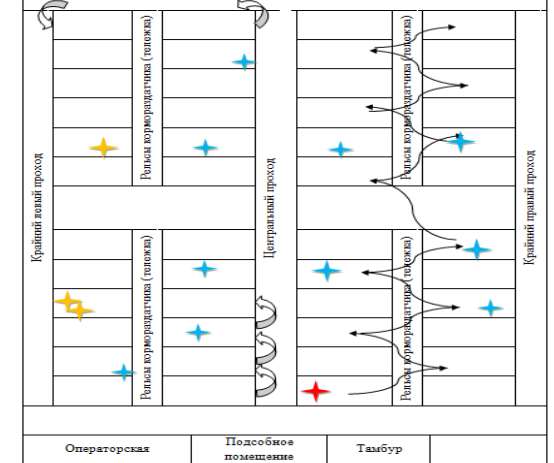 Крайний левый проход
Рельсы кормораздатчика (тележка)
Рельсы кормораздатчика (тележка)
Центральный проход
Рельсы кормораздатчика (тележка)
Рельсы кормораздатчика (тележка)
Крайний правый проход
Операторская
Подсобное
помещение
Тамбур